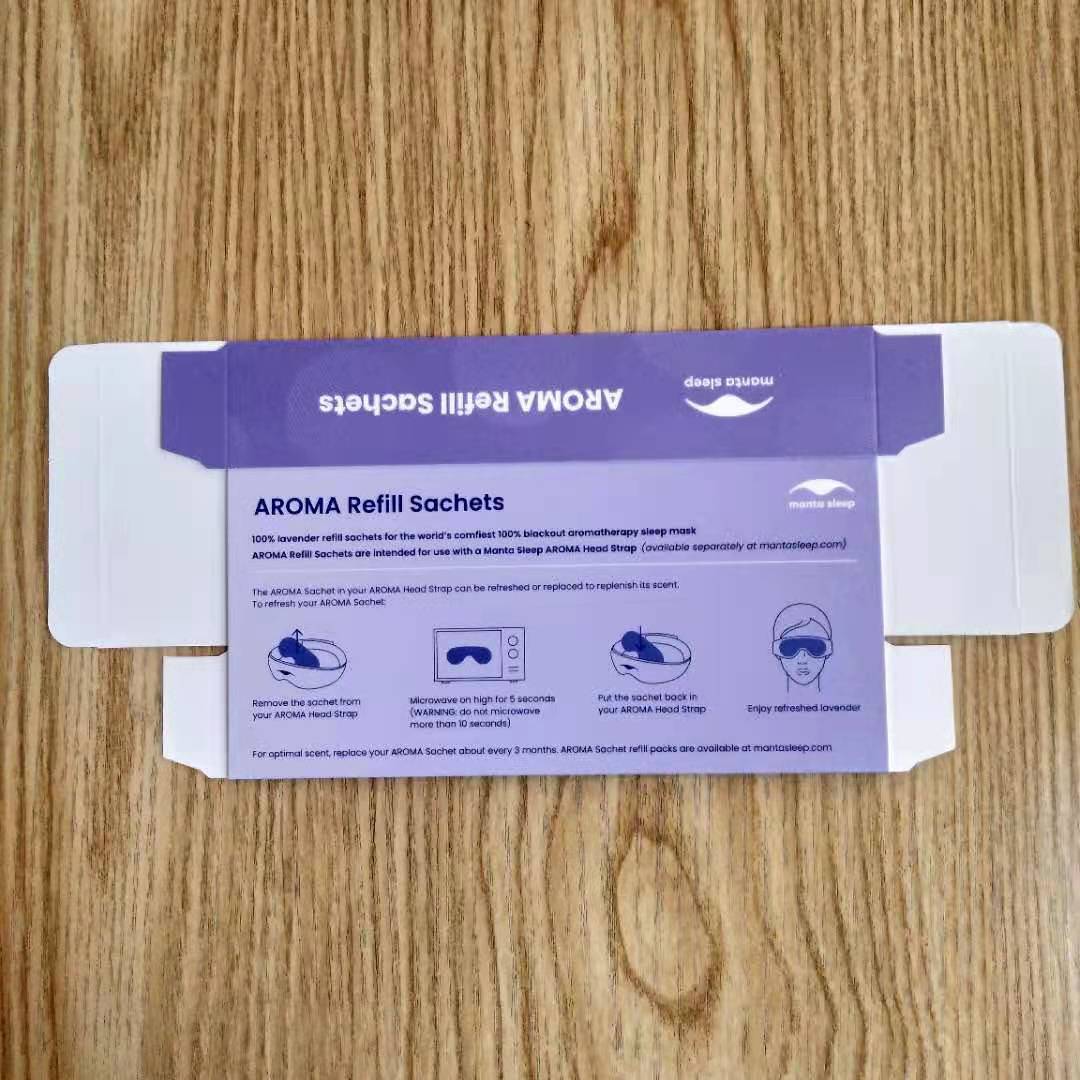 AROMA Refill Sachets
manta sleep
AROMA Refill Sachets
manta sleep
100% lavender refill sachets for the world's comfiest 100% blackout aromatherapy sleep mask
AROMA Refill Sachets are intended for use with a Manta Sleep AROMA Head Strap (available separately at mantasleep.com)
The AROMA Sachet in your AROMA Head Strap can be refreshed or replaced to replenish its scent.
To refresh your AROMA Sachet:
Remove the sachet from
your AROMA Head Strap
Microwave on high for 5 seconds
(WARNING: do not microwave
more than 10 seconds)
Put the sachet back in
your AROMA Head Strap
Enjoy refreshed lavender
For optimal scent, replace your AROMA Sachet about every 3 months. AROMA Sachet refill packs are available at mantasleep.com